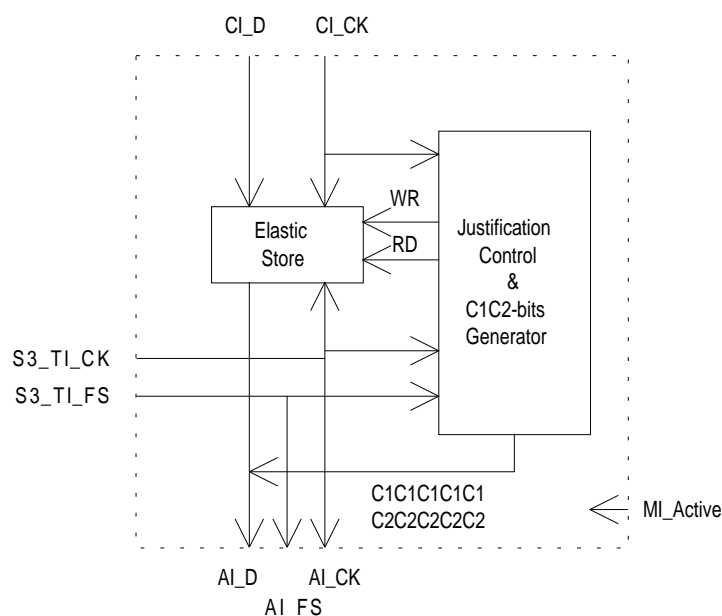 CI_D
CI_CK
WR
RD
Elastic
Store
Justification
Control
&
C1C2-bits
Generator
S3_TI_CK
S3_TI_FS
C1C1C1C1C1
C2C2C2C2C2
MI_Active
AI_D
AI_CK
AI_FS